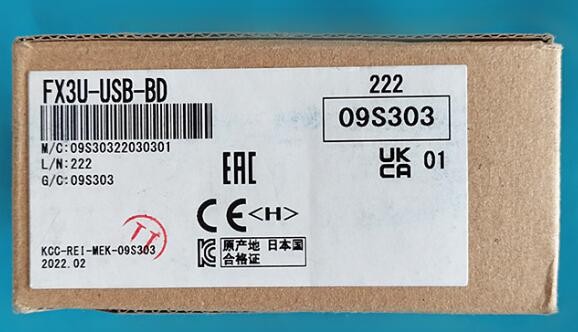 FX3U-USB-BD
222
09S303
M/C:09S30322030301
L/N:222
G/C:09S303
EAC
UK
CA
01
CE<H>
TT
KCC-REI-MEK-09S303
2022.02
原产地 日本国
合格证